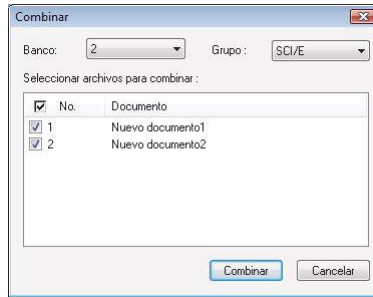 Combinar
Banco: 2 Grupo : SCI/E
Seleccionar archivos para combinar :
No. Documento
1 Nuevo documento1
2 Nuevo documento2
Combinar Cancelar